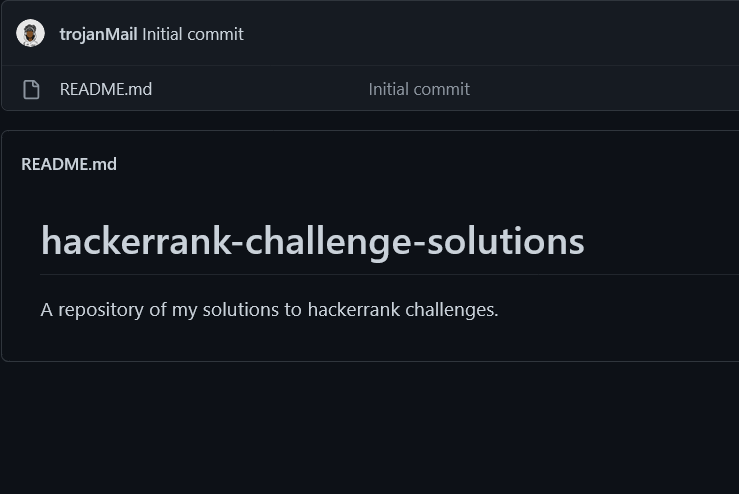 trojanMail Initial commit
README.md Initial commit
README.md
hackerrank-challenge-solutions
A repository of my solutions to hackerrank challenges.